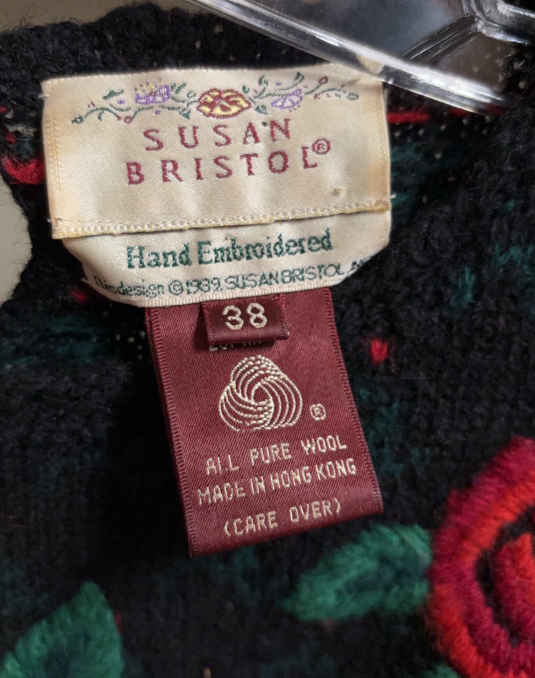 SUSAN
BRISTOL®
Hand Embroidered
design © 1989, SUSAN BRISTOL,
38
®
ALL PURE WOOL
MADE IN HONG KONG
(CARE OVER)